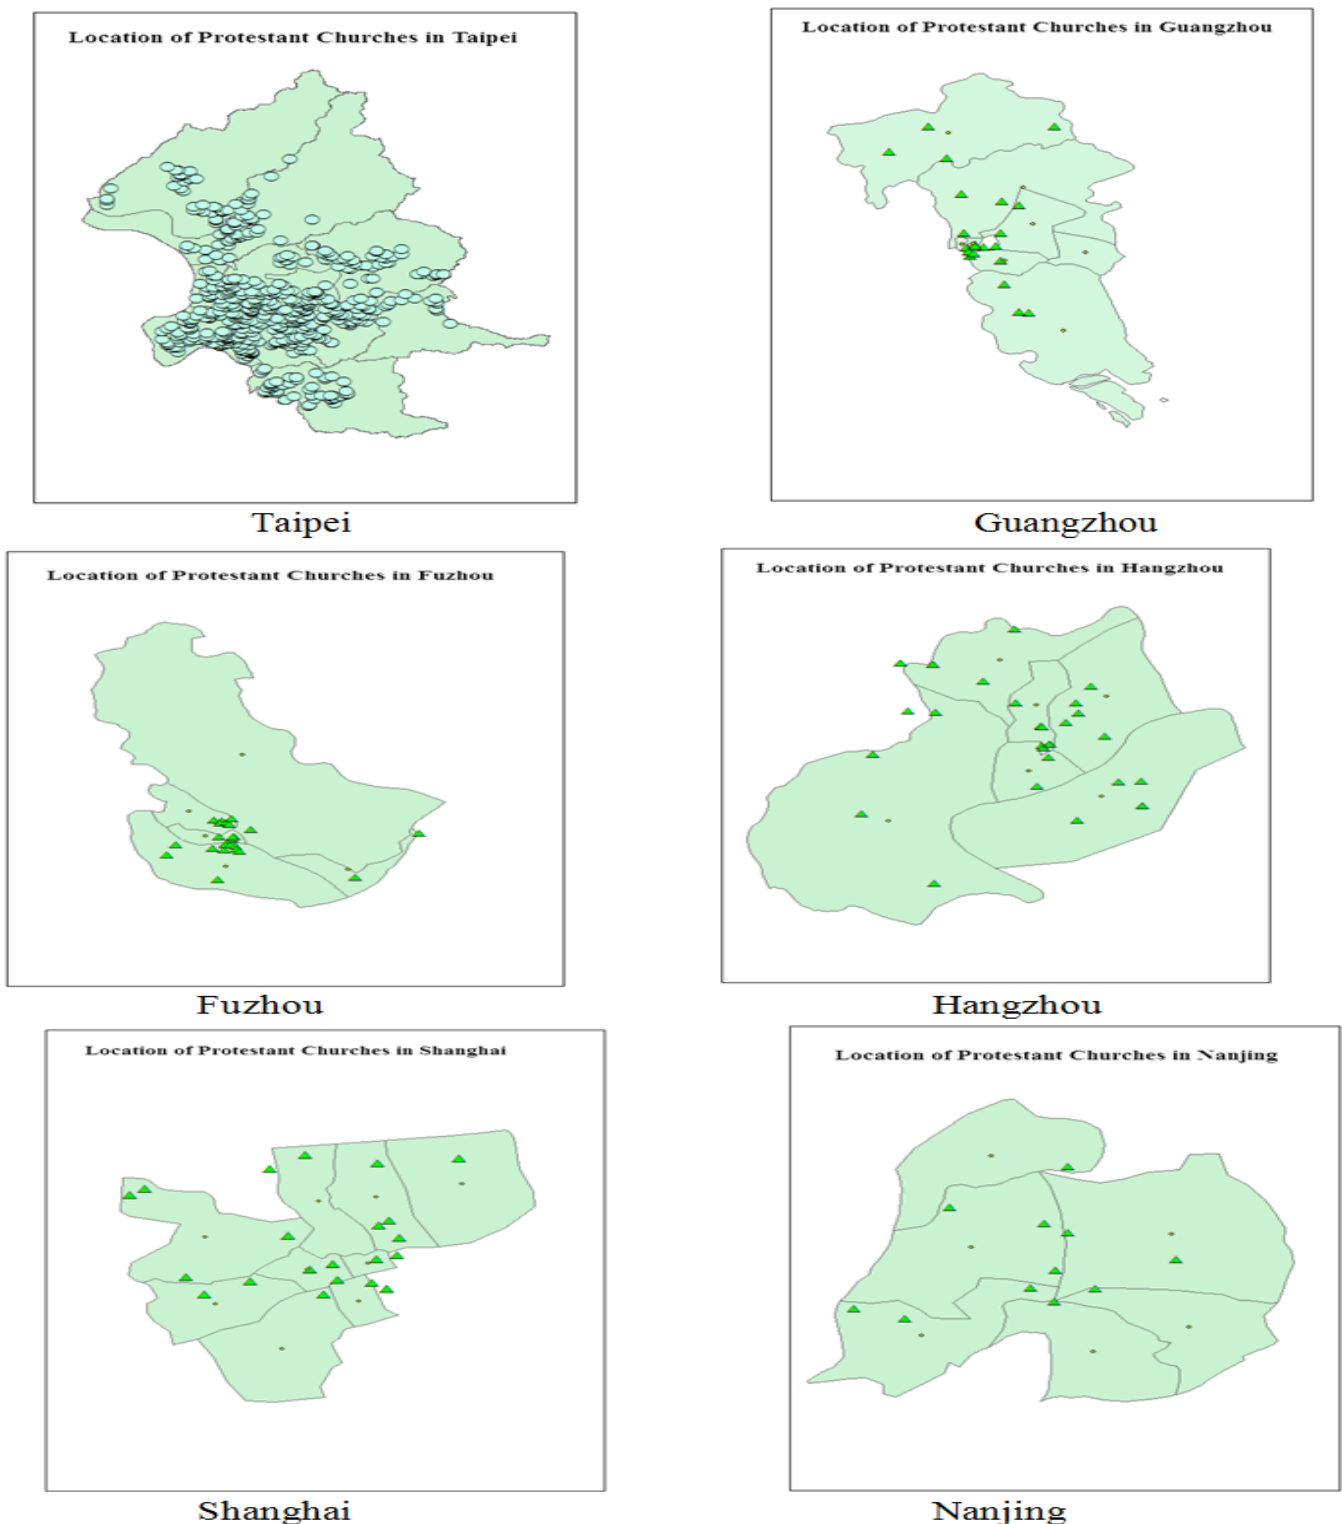 Location of Protestant Churches in Taipei
Location of Protestant Churches in Guangzhou
Taipei
Guangzhou
Location of Protestant Churches in Fuzhou
Location of Protestant Churches in Hangzhou
Fuzhou
Hangzhou
Location of Protestant Churches in Shanghai
Location of Protestant Churches in Nanjing
Shanghai
Nanjing